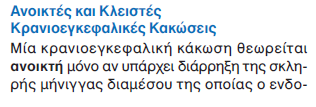 Ανοικτές και Κλειστές
Κρανιοεγκεφαλικές Κακώσεις
Μία κρανιοεγκεφαλική κάκωση θεωρείται
ανοικτή μόνο αν υπάρχει διάρρηξη της σκλη-
ρής μήνιγγας διαμέσου της οποίας ο ενδο-